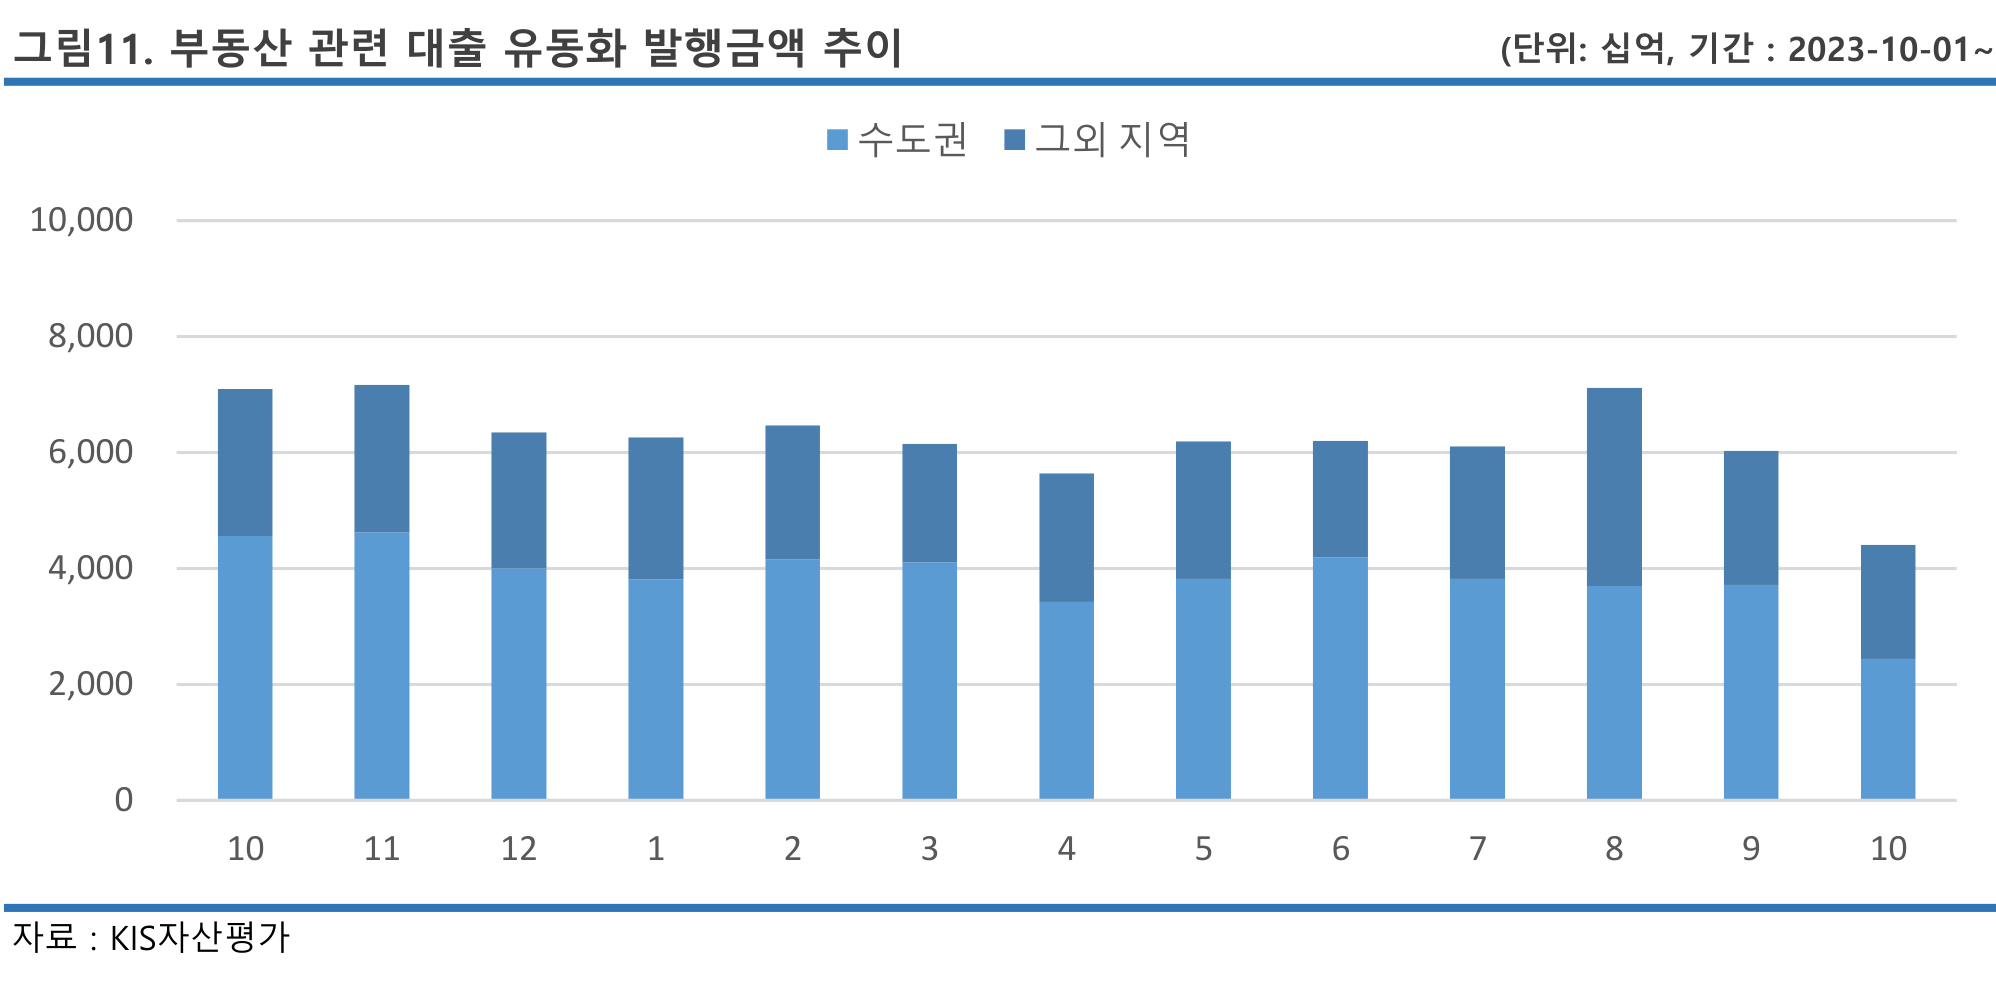 그림11. 부동산 관련 대출 유동화 발행금액 추이
(단위: 십억, 기간 : 2023-10-01~
수도권 그외 지역
10,000
8,000
6,000
4,000
2,000
0
10 11 12 1 2 3 4 5 6 7 8 9 10
자료 : KIS자산평가